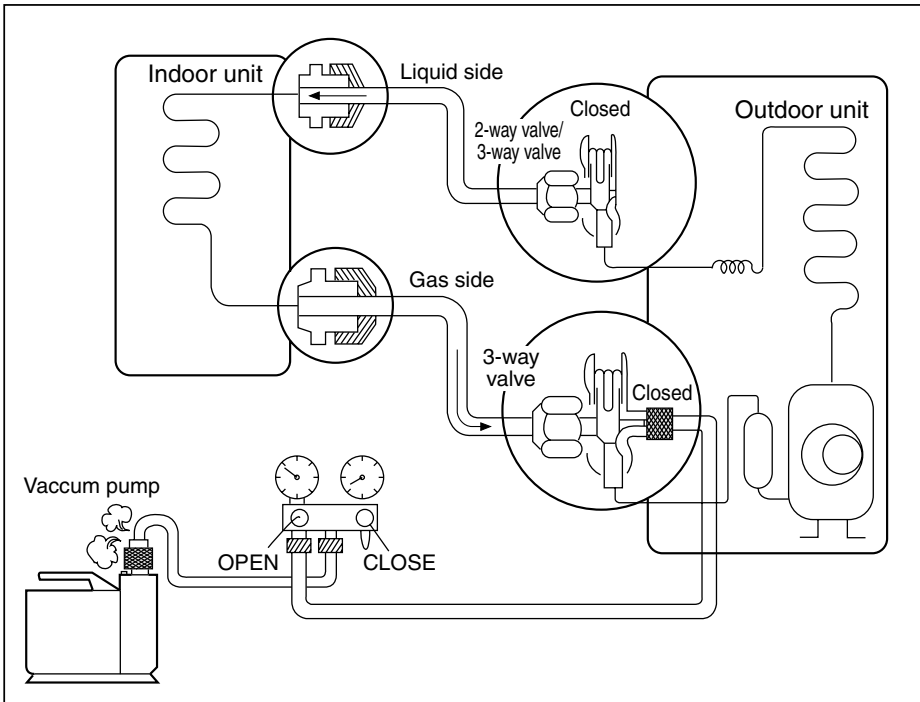 Indoor unit
Liquid side
Closed
2-way valve/
3-way valve
Outdoor unit
Gas side
3-way
valve
Closed
Vaccum pump
OPEN
CLOSE